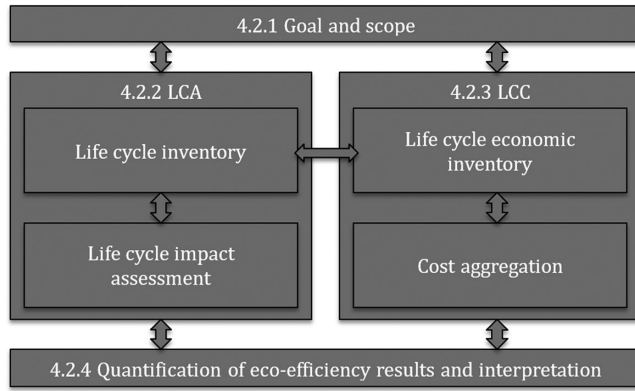 4.2.1 Goal and scope
4.2.2 LCA
Life cycle inventory
Life cycle impact
assessment
4.2.3 LCC
Life cycle economic
inventory
Cost aggregation
4.2.4 Quantification of eco-efficiency results and interpretation